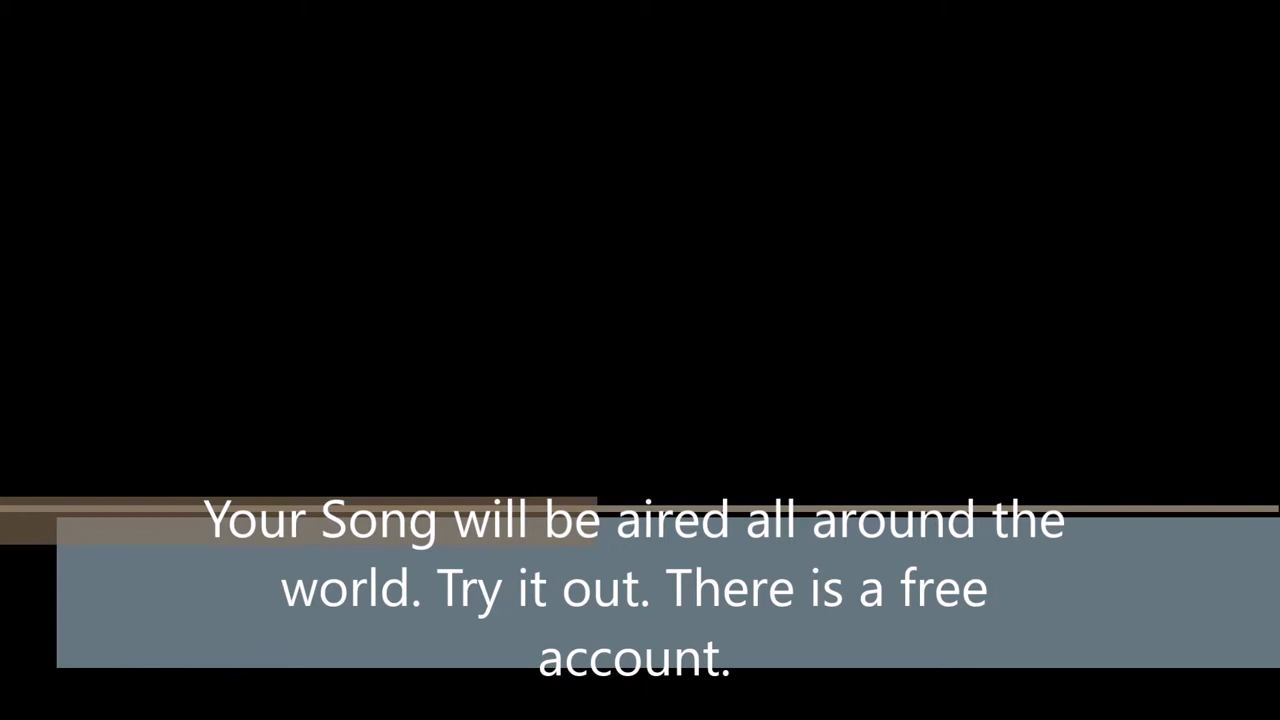 Your Song will be aired all around the
world. Try it out. There is a free
account.